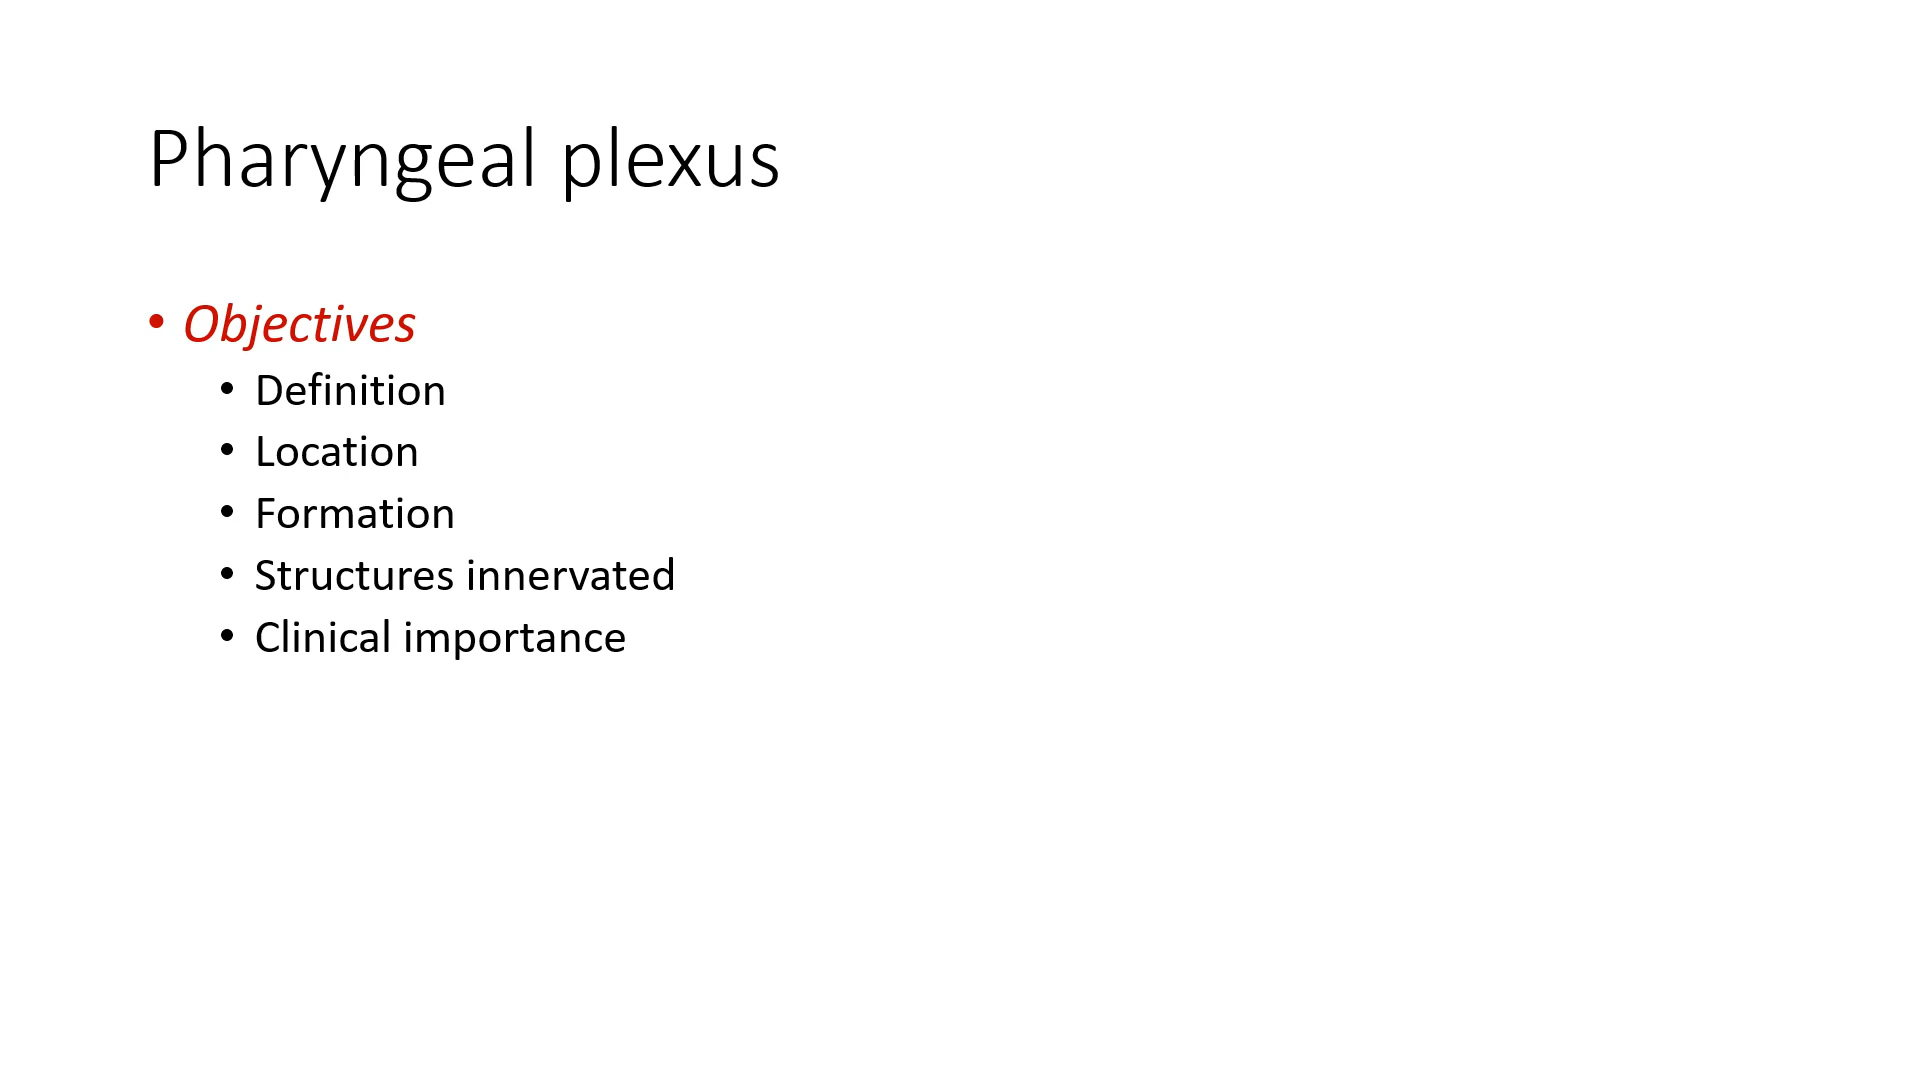 Pharyngeal plexus
• Objectives
• Definition
• Location
• Formation
• Structures innervated
• Clinical importance